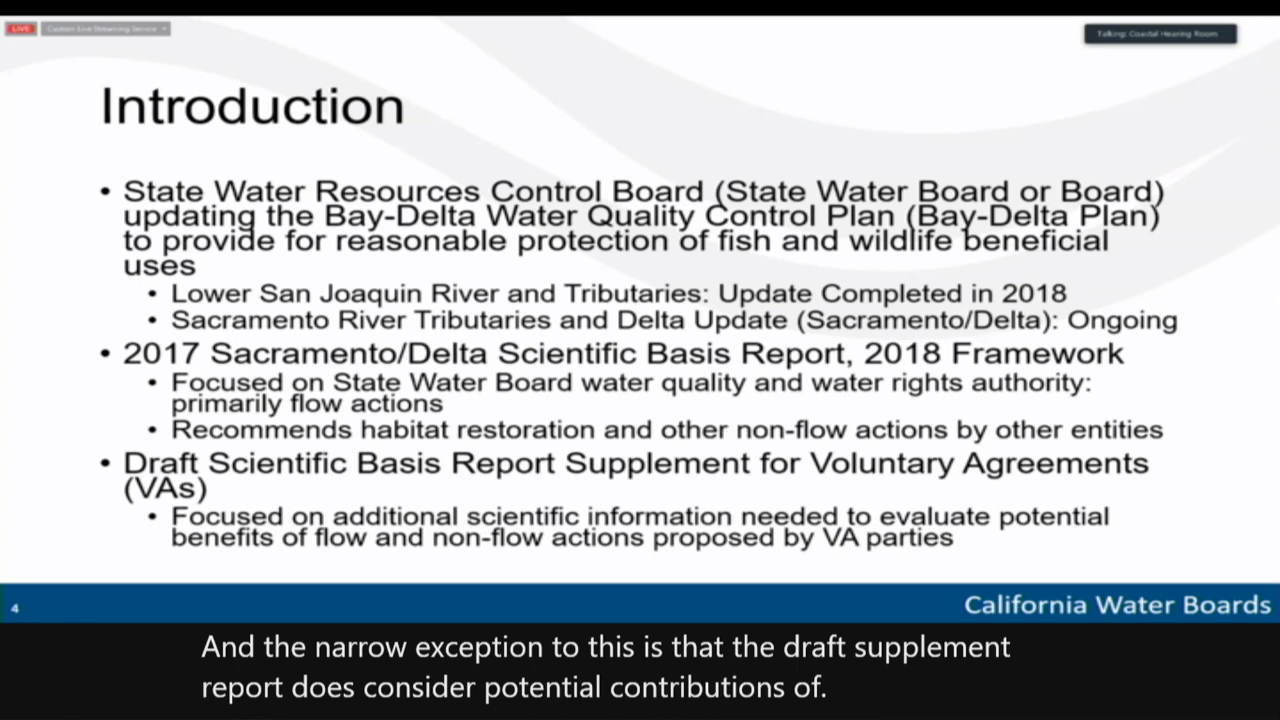 LIVE
Custom Live Streaming Service
Talking: Coastal Hearing Room
Introduction
• State Water Resources Control Board (State Water Board or Board)
updating the Bay-Delta Water Quality Control Plan (Bay-Delta Plan)
to provide for reasonable protection of fish and wildlife beneficial
uses
• Lower San Joaquin River and Tributaries: Update Completed in 2018
• Sacramento River Tributaries and Delta Update (Sacramento/Delta): Ongoing
• 2017 Sacramento/Delta Scientific Basis Report, 2018 Framework
• Focused on State Water Board water quality and water rights authority:
primarily flow actions
• Recommends habitat restoration and other non-flow actions by other entities
• Draft Scientific Basis Report Supplement for Voluntary Agreements
(VAs)
• Focused on additional scientific information needed to evaluate potential
benefits of flow and non-flow actions proposed by VA parties
4
California Water Boards
And the narrow exception to this is that the draft supplement
report does consider potential contributions of.